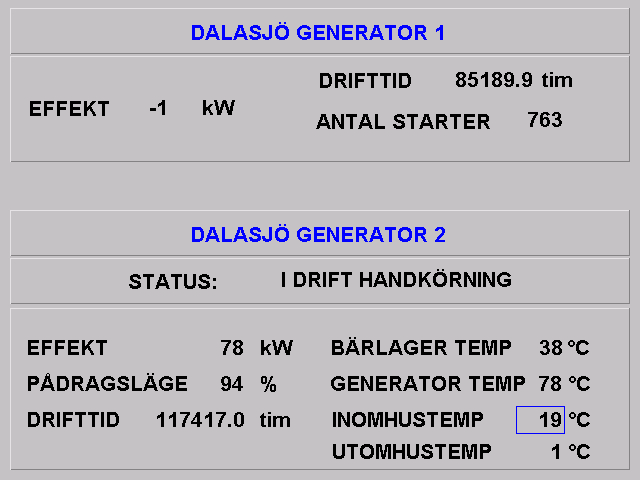 DALASJÖ GENERATOR 1
DRIFTTID 85189.9 tim
EFFEKT -1 kW
ANTAL STARTER 763
DALASJÖ GENERATOR 2
STATUS: I DRIFT HANDKÖRNING
EFFEKT 78 kW BÄRLAGER TEMP 38 °C
PÅDRAGSLÄGE 94 % GENERATOR TEMP 78 °C
DRIFTTID 117417.0 tim INOMHUSTEMP 19 °C
UTOMHUSTEMP 1 °C